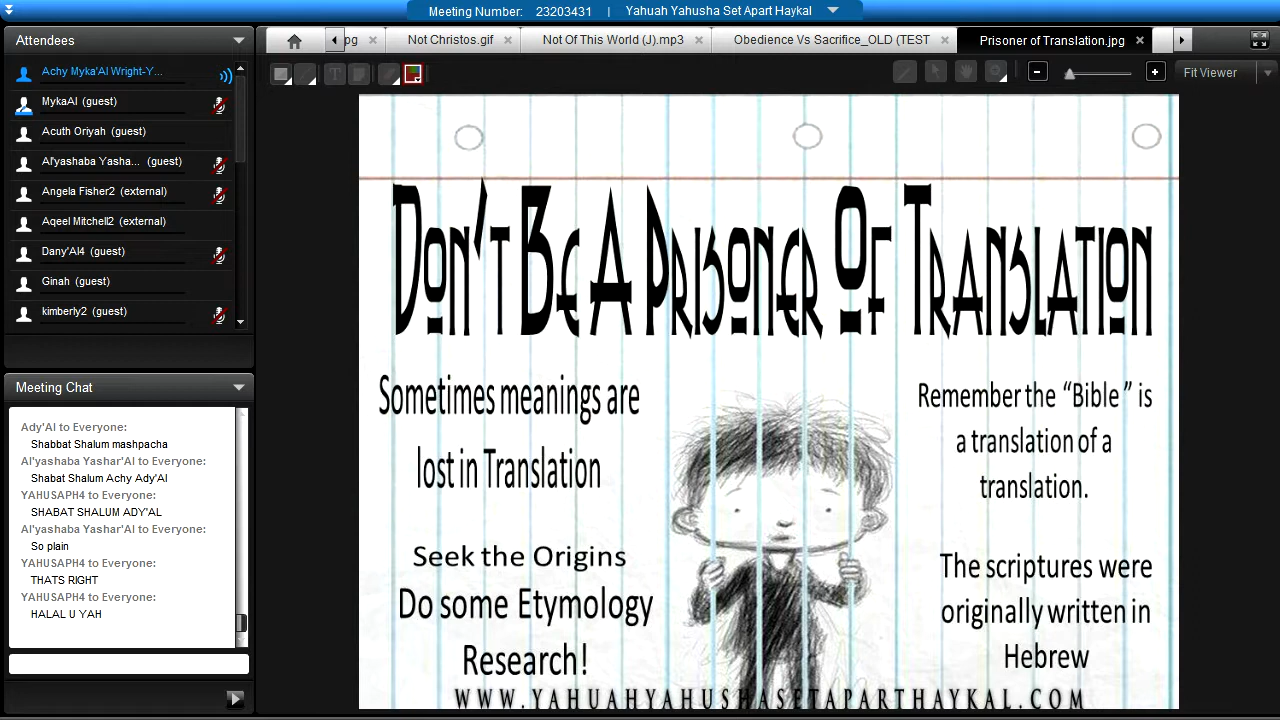 Meeting Number: 23203431 | Yahuah Yahusha Set Apart Haykal
Attendees
Achy Myka'Al Wright-Y...
MykaAl (guest)
Acuth Oriyah (guest)
Afyashaba Yasha... (guest)
Angela Fisher2 (external)
Aqeel Mitchell2 (external)
Dany'Al4 (guest)
Ginah (guest)
kimberly2 (guest)
Meeting Chat
Ady'Al to Everyone:
Shabbat Shalum mashpacha
Al'yashaba Yashar'Al to Everyone:
Shabat Shalum Achy Ady'Al
YAHUSAPH4 to Everyone:
SHABAT SHALUM ADY'AL
Al'yashaba Yashar'Al to Everyone:
So plain
YAHUSAPH4 to Everyone:
THATS RIGHT
YAHUSAPH4 to Everyone:
HALAL U YAH
pg Not Christos.gif Not Of This World (J).mp3 Obedience Vs Sacrifice_OLD (TEST Prisoner of Translation.jpg
Fit Viewer
Don't Be A Prisoner Of Translation
Sometimes meanings are
lost in Translation
Seek the Origins
Do some Etymology
Research!
Remember the “Bible” is
a translation of a
translation.
The scriptures were
originally written in
Hebrew
WWW.YAHUAHYAHUSHASETAPARTHAYKAL.COM